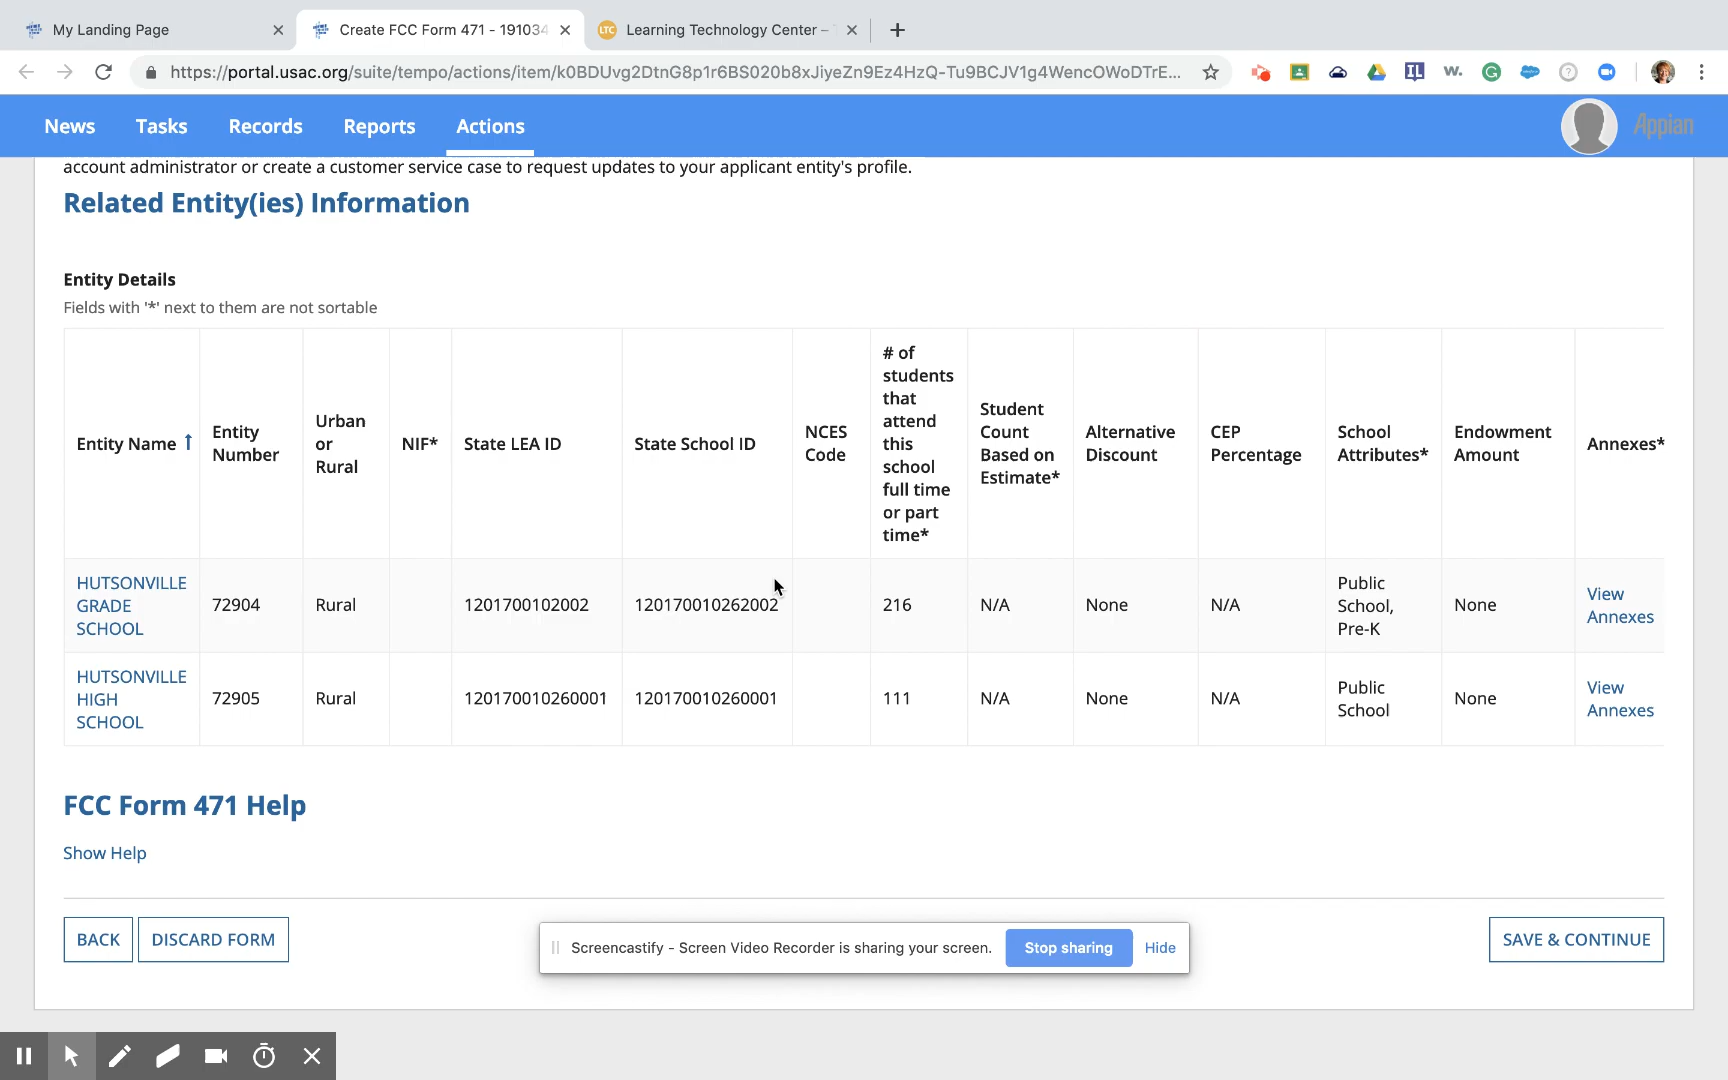 My Landing Page
Create FCC Form 471 - 19103
LTC Learning Technology Center –
https://portal.usac.org/suite/tempo/actions/item/k0BDUvg2DtnG8p1r6BS020b8xJiyeZn9Ez4HzQ-Tu9BCJV1g4WencOWoDTrE...
IL
w.
G
?
News
Tasks
Records
Reports
Actions
Appian
account administrator or create a customer service case to request updates to your applicant entity's profile.
Related Entity(ies) Information
Entity Details
Fields with '*' next to them are not sortable
Entity Name ↑
Entity
Number
Urban
or
Rural
NIF*
State LEA ID
State School ID
NCES
Code
# of
students
that
attend
this
school
full time
or part
time*
Student
Count
Based on
Estimate*
Alternative
Discount
CEP
Percentage
School
Attributes*
Endowment
Amount
Annexes*
HUTSONVILLE
GRADE
SCHOOL
72904
Rural
1201700102002
120170010262002
216
N/A
None
N/A
Public
School,
Pre-K
None
View
Annexes
HUTSONVILLE
HIGH
SCHOOL
72905
Rural
120170010260001
120170010260001
111
N/A
None
N/A
Public
School
None
View
Annexes
FCC Form 471 Help
Show Help
BACK
DISCARD FORM
Screencastify - Screen Video Recorder is sharing your screen.
Stop sharing
Hide
SAVE & CONTINUE